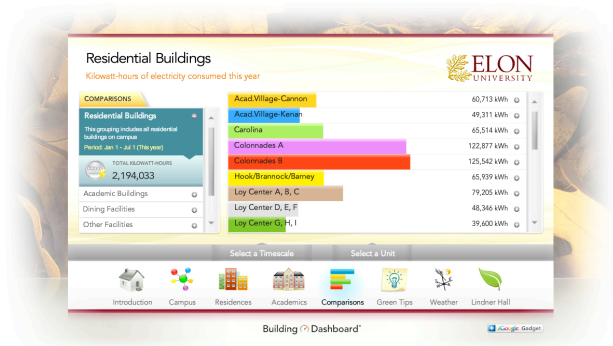 Residential Buildings
Kilowatt-hours of electricity consumed this year
ELON
UNIVERSITY
COMPARISONS
Residential Buildings
This grouping includes all residential
buildings on campus
Period: Jan 1 - Jul 1 (This year)
TOTAL KILOWATT-HOURS
2,194,033
Academic Buildings
Dining Facilities
Other Facilities
Acad.Village-Cannon 60,713 kWh
Acad.Village-Kenan 49,311 kWh
Carolina 65,514 kWh
Colonnades A 122,877 kWh
Colonnades B 125,542 kWh
Hook/Brannock/Barney 65,939 kWh
Loy Center A, B, C 79,205 kWh
Loy Center D, E, F 48,346 kWh
Loy Center G, H, I 39,600 kWh
Select a Timescale Select a Unit
Introduction Campus Residences Academics Comparisons Green Tips Weather Lindner Hall
Building Dashboard
Google Gadget